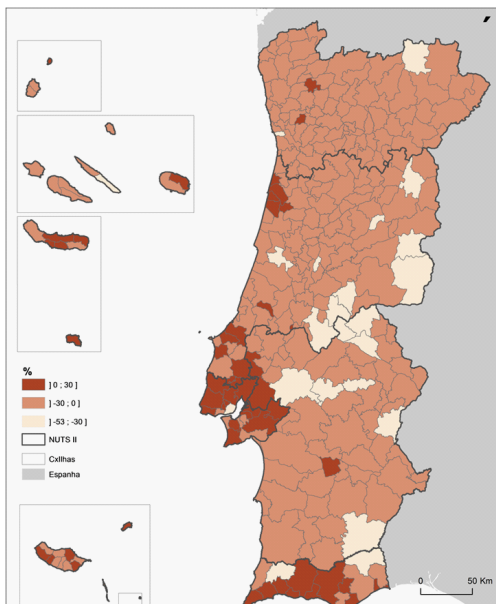 %
] 0 ; 30 ]
] -30 ; 0 ]
] -53 ; -30 ]
NUTS II
CxIlhas
Espanha
0 50 Km